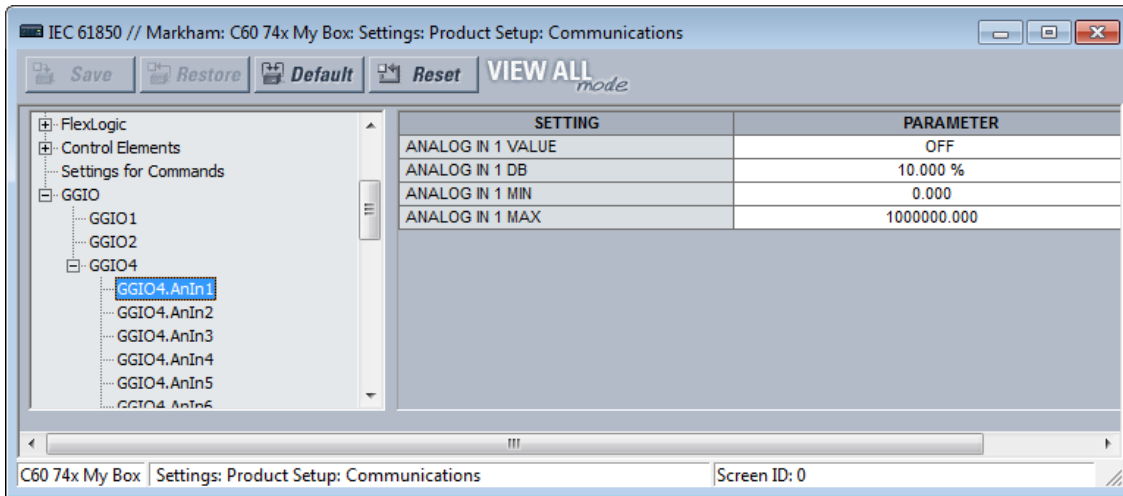 IEC 61850 // Markham: C60 74x My Box: Settings: Product Setup: Communications
Save Restore Default Reset VIEW ALL mode
FlexLogic
Control Elements
Settings for Commands
GGIO
GGIO1
GGIO2
GGIO4
GGIO4.AnIn1
GGIO4.AnIn2
GGIO4.AnIn3
GGIO4.AnIn4
GGIO4.AnIn5
GGIO4.AnIn6
SETTING PARAMETER
ANALOG IN 1 VALUE OFF
ANALOG IN 1 DB 10.000 %
ANALOG IN 1 MIN 0.000
ANALOG IN 1 MAX 1000000.000
C60 74x My Box Settings: Product Setup: Communications Screen ID: 0